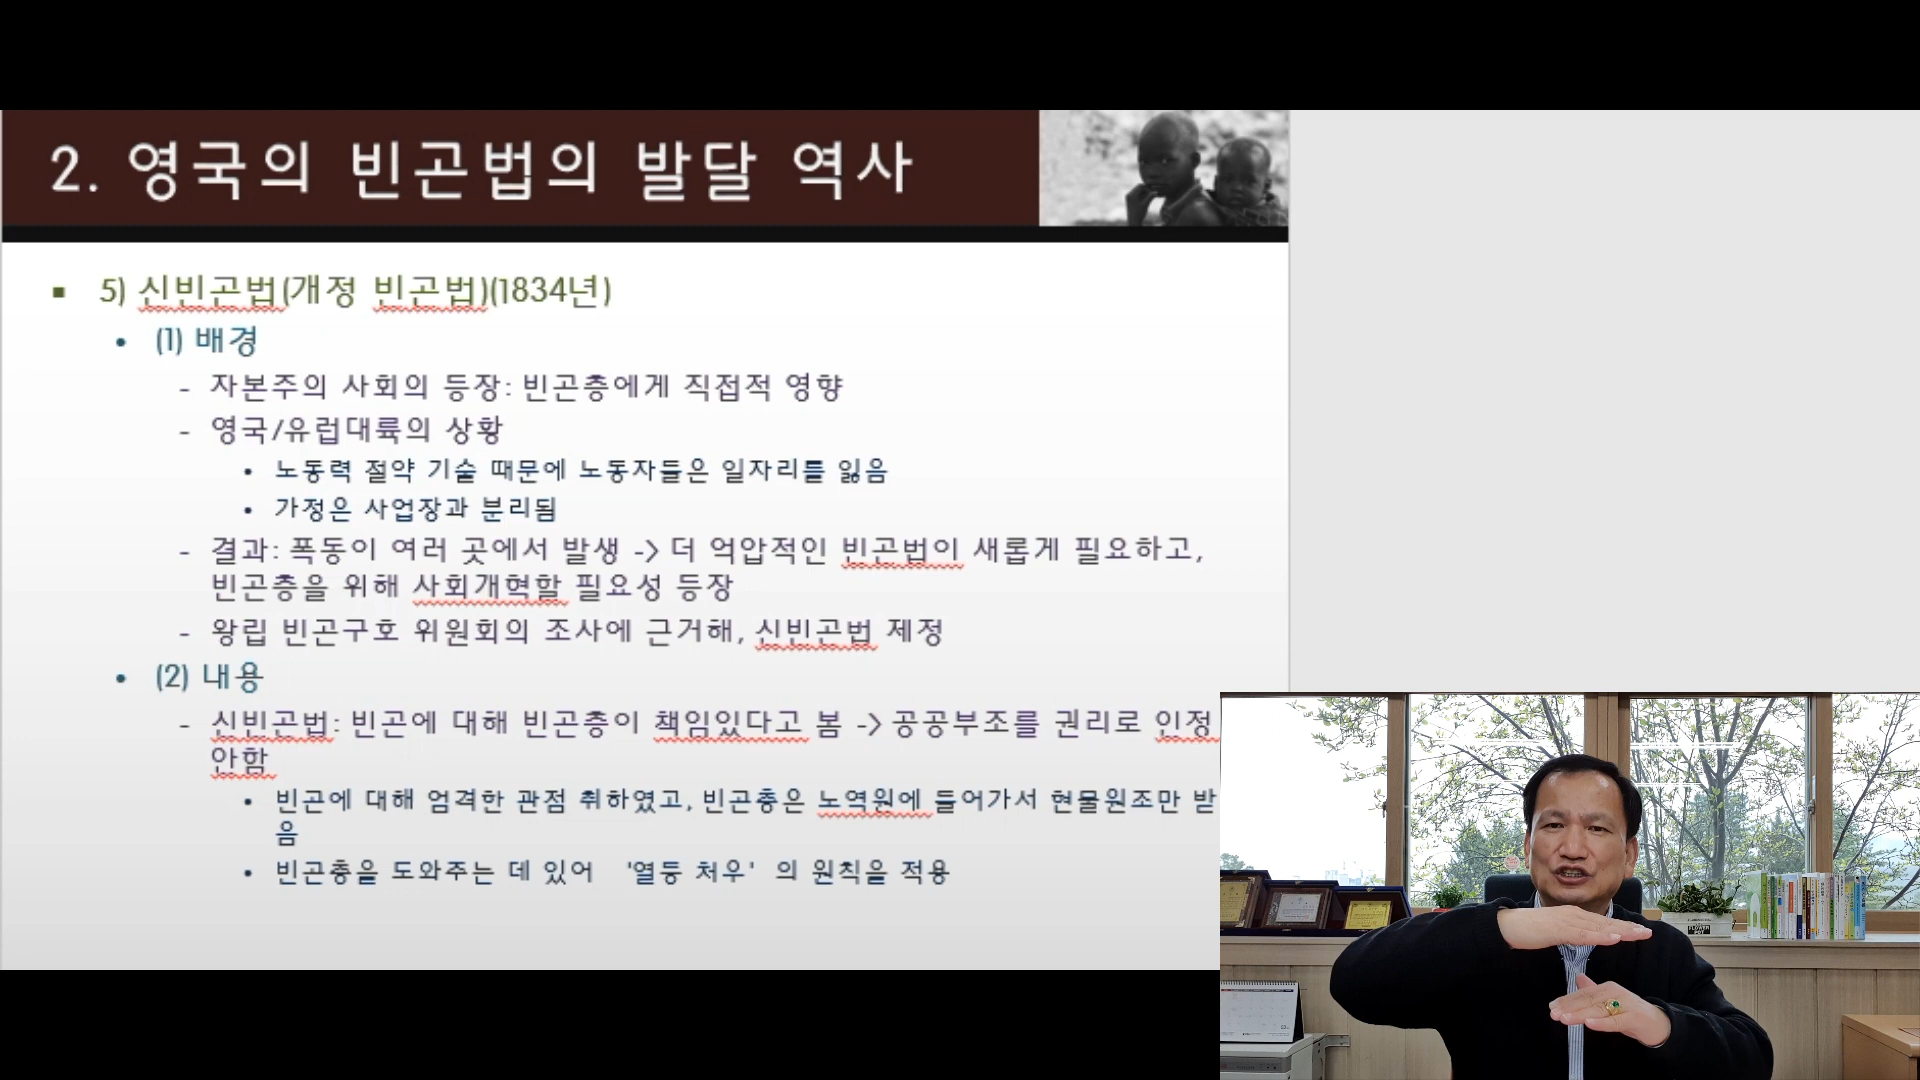 2. 영국의 빈곤법의 발달 역사
▪ 5) 신빈곤법(개정 빈곤법)(1834년)
• (1) 배경
- 자본주의 사회의 등장: 빈곤층에게 직접적 영향
- 영국/유럽대륙의 상황
• 노동력 절약 기술 때문에 노동자들은 일자리를 잃음
• 가정은 사업장과 분리됨
- 결과: 폭동이 여러 곳에서 발생 -> 더 억압적인 빈곤법이 새롭게 필요하고,
빈곤층을 위해 사회개혁할 필요성 등장
- 왕립 빈곤구호 위원회의 조사에 근거해, 신빈곤법 제정
• (2) 내용
- 신빈곤법: 빈곤에 대해 빈곤층이 책임있다고 봄 -> 공공부조를 권리로 인정
안함
• 빈곤에 대해 엄격한 관점 취하였고, 빈곤층은 노역원에 들어가서 현물원조만 받
음
• 빈곤층을 도와주는 데 있어 '열등 처우' 의 원칙을 적용